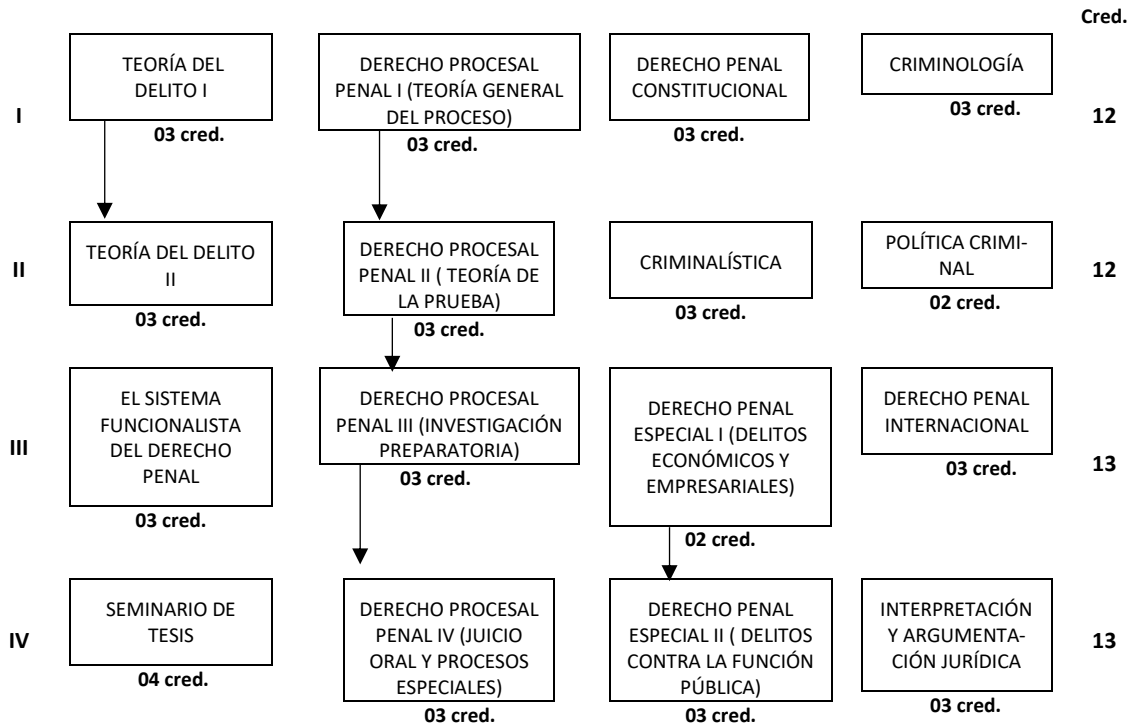 Cred.
I
TEORÍA DEL
DELITO I
03 cred.
DERECHO PROCESAL
PENAL I (TEORÍA GENERAL
DEL PROCESO)
03 cred.
DERECHO PENAL
CONSTITUCIONAL
03 cred.
CRIMINOLOGÍA
03 cred.
12
II
TEORÍA DEL DELITO
II
03 cred.
DERECHO PROCESAL
PENAL II ( TEORÍA DE
LA PRUEBA)
03 cred.
CRIMINALÍSTICA
03 cred.
POLÍTICA CRIMI-
NAL
02 cred.
12
III
EL SISTEMA
FUNCIONALISTA
DEL DERECHO
PENAL
03 cred.
DERECHO PROCESAL
PENAL III (INVESTIGACIÓN
PREPARATORIA)
03 cred.
DERECHO PENAL
ESPECIAL I (DELITOS
ECONÓMICOS Y
EMPRESARIALES)
02 cred.
DERECHO PENAL
INTERNACIONAL
03 cred.
13
IV
SEMINARIO DE
TESIS
04 cred.
DERECHO PROCESAL
PENAL IV (JUICIO
ORAL Y PROCESOS
ESPECIALES)
03 cred.
DERECHO PENAL
ESPECIAL II ( DELITOS
CONTRA LA FUNCIÓN
PÚBLICA)
03 cred.
INTERPRETACIÓN
Y ARGUMENTA-
CIÓN JURÍDICA
03 cred.
13